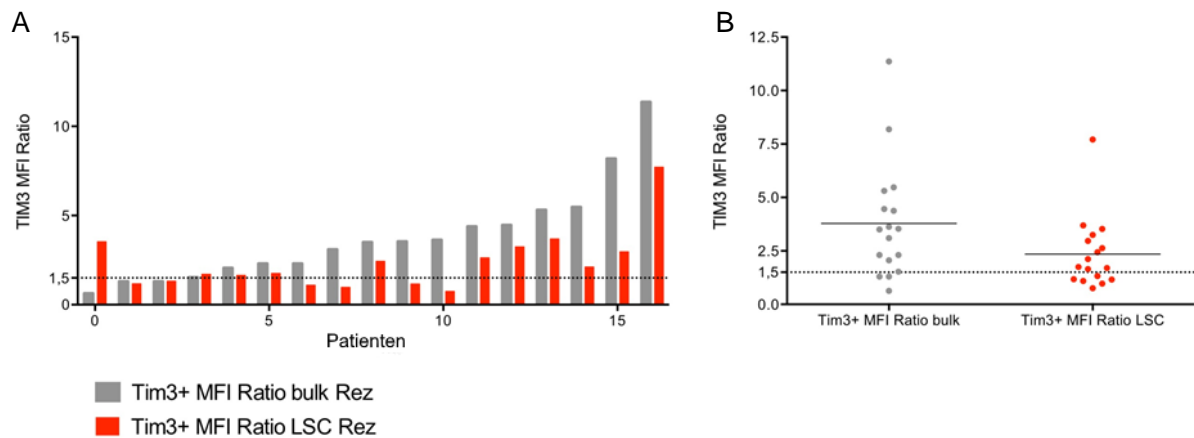 A
15
10
5
1,5
0
TIM3 MFI Ratio
0 5 10 15
Patienten
Tim3+ MFI Ratio bulk Rez
Tim3+ MFI Ratio LSC Rez
B
12.5
10.0
7.5
5.0
2.5
1.5
0.0
TIM3 MFI Ratio
Tim3+ MFI Ratio bulk Tim3+ MFI Ratio LSC